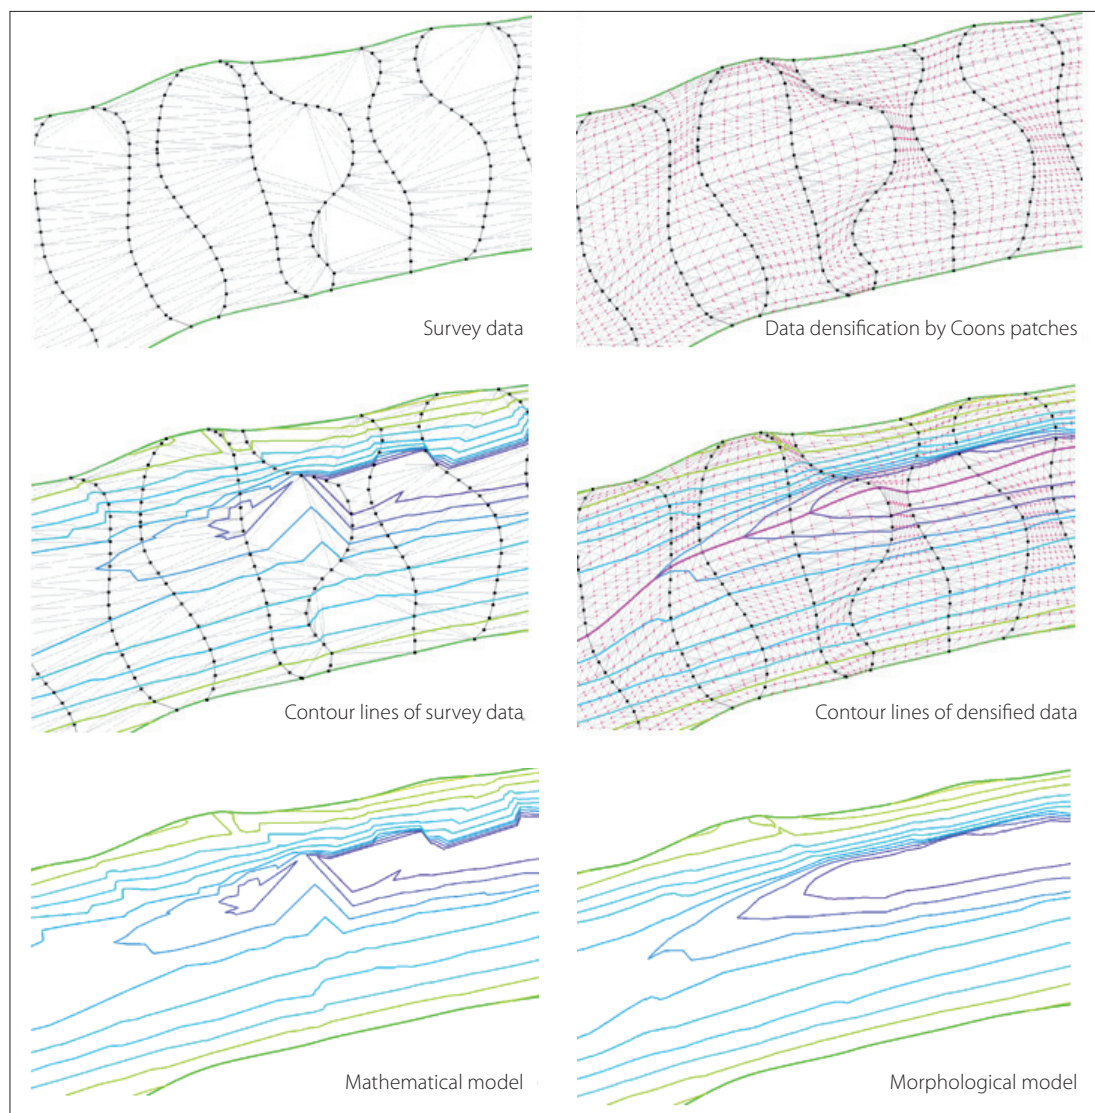 Survey data
Data densification by Coons patches
Contour lines of survey data
Contour lines of densified data
Mathematical model
Morphological model